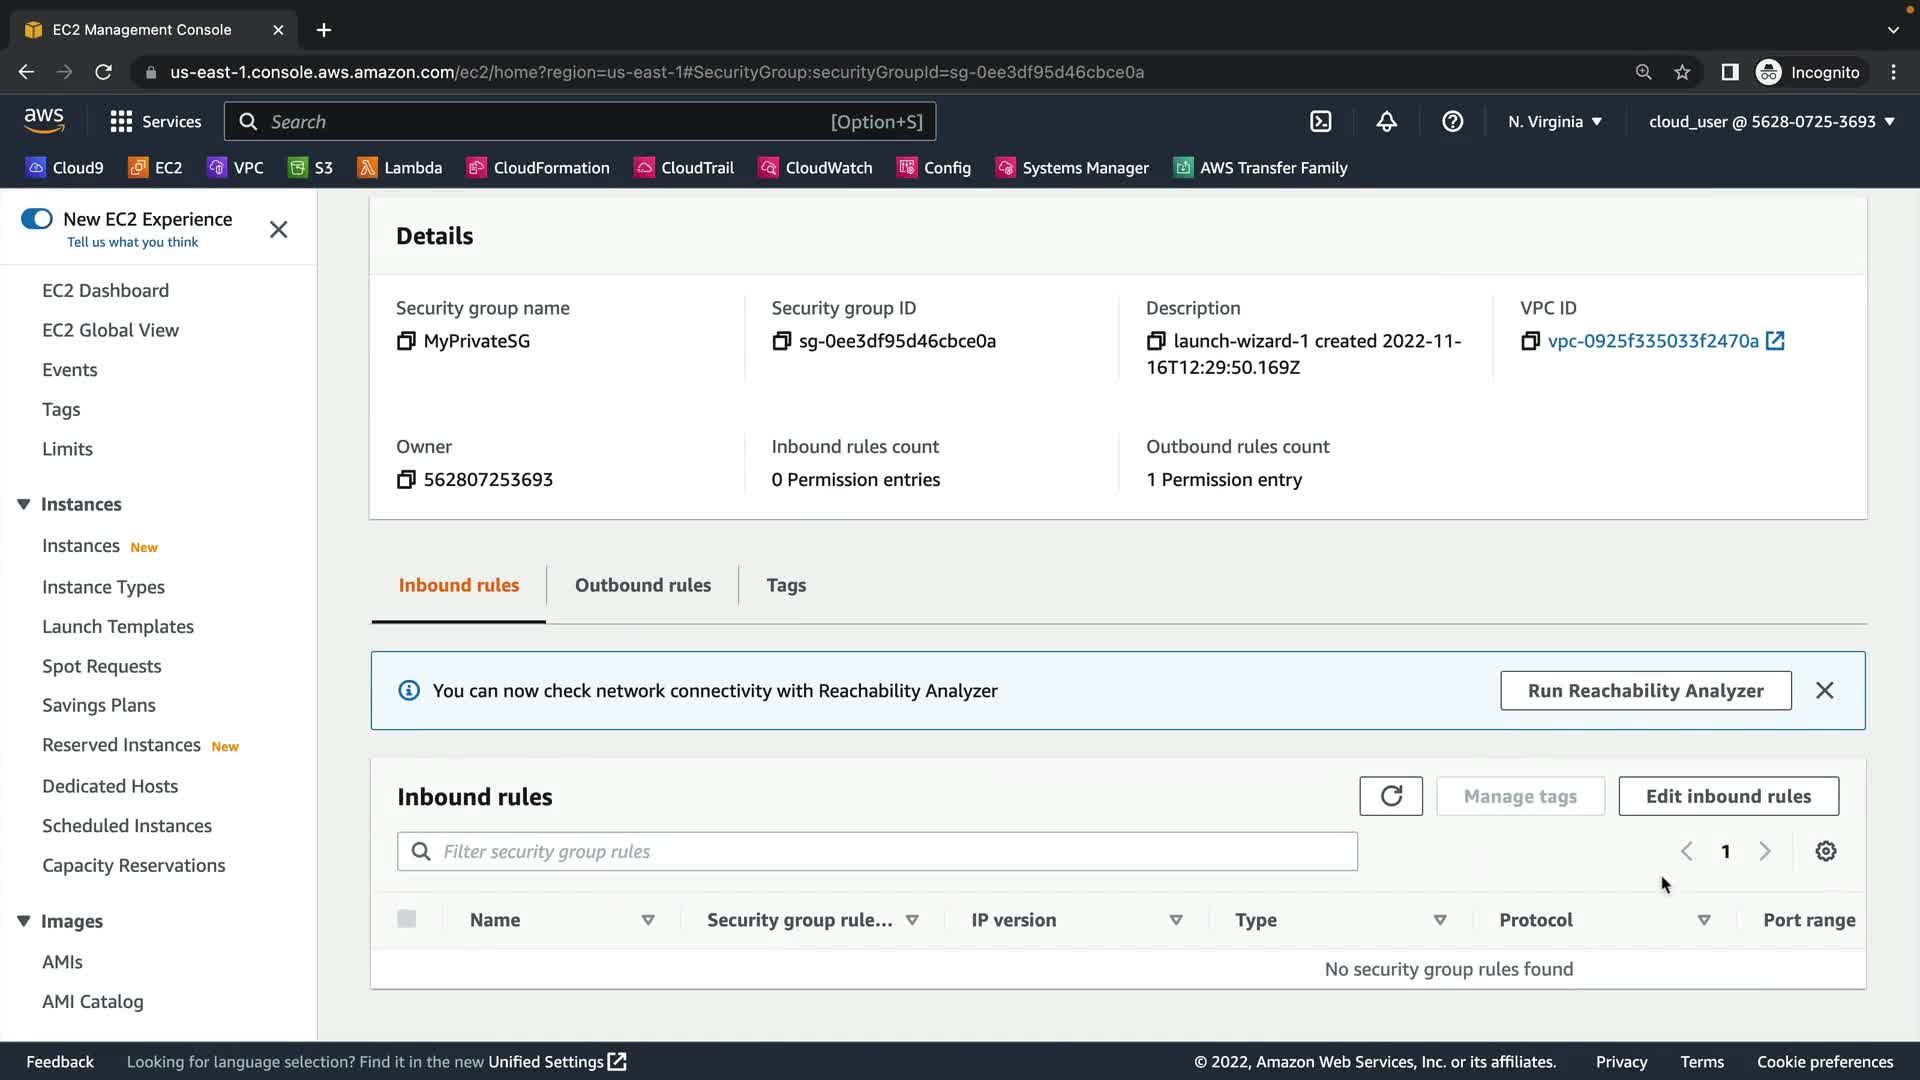 EC2 Management Console
us-east-1.console.aws.amazon.com/ec2/home?region=us-east-1#SecurityGroup:securityGroupId=sg-0ee3df95d46cbce0a
Incognito
aws
Services
Search
[Option+S]
N. Virginia
cloud_user @ 5628-0725-3693
Cloud9
EC2
VPC
S3
Lambda
CloudFormation
CloudTrail
CloudWatch
Config
Systems Manager
AWS Transfer Family
New EC2 Experience
Tell us what you think
EC2 Dashboard
EC2 Global View
Events
Tags
Limits
Instances
Instances New
Instance Types
Launch Templates
Spot Requests
Savings Plans
Reserved Instances New
Dedicated Hosts
Scheduled Instances
Capacity Reservations
Images
AMIs
AMI Catalog
Details
Security group name
MyPrivateSG
Security group ID
sg-0ee3df95d46cbce0a
Description
launch-wizard-1 created 2022-11-
16T12:29:50.169Z
VPC ID
vpc-0925f335033f2470a
Owner
562807253693
Inbound rules count
0 Permission entries
Outbound rules count
1 Permission entry
Inbound rules
Outbound rules
Tags
You can now check network connectivity with Reachability Analyzer
Run Reachability Analyzer
Inbound rules
Manage tags
Edit inbound rules
Filter security group rules
1
Name
Security group rule...
IP version
Type
Protocol
Port range
No security group rules found
Feedback
Looking for language selection? Find it in the new Unified Settings
© 2022, Amazon Web Services, Inc. or its affiliates.
Privacy
Terms
Cookie preferences